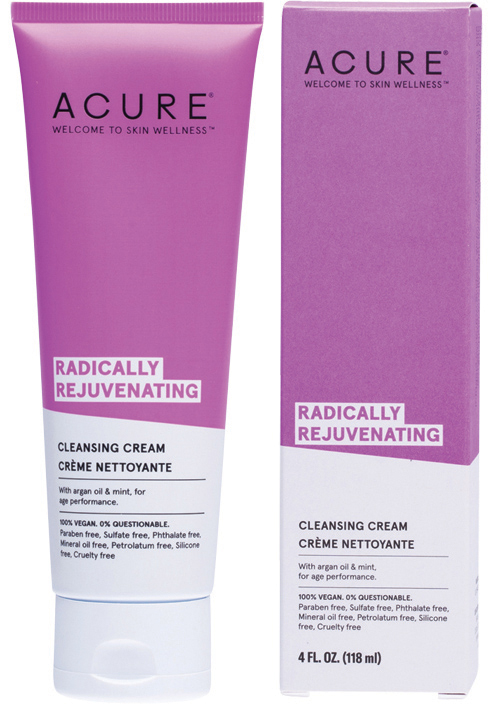 ACURE®
WELCOME TO SKIN WELLNESS™
RADICALLY
REJUVENATING
CLEANSING CREAM
CRÈME NETTOYANTE
With argan oil & mint, for
age performance.
100% VEGAN. 0% QUESTIONABLE.
Paraben free, Sulfate free, Phthalate free,
Mineral oil free, Petrolatum free, Silicone
free, Cruelty free
ACURE®
WELCOME TO SKIN WELLNESS™
RADICALLY
REJUVENATING
CLEANSING CREAM
CRÈME NETTOYANTE
With argan oil & mint,
for age performance.
100% VEGAN. 0% QUESTIONABLE.
Paraben free, Sulfate free, Phthalate free,
Mineral oil free, Petrolatum free, Silicone
free, Cruelty free
4 FL. OZ. (118 ml)